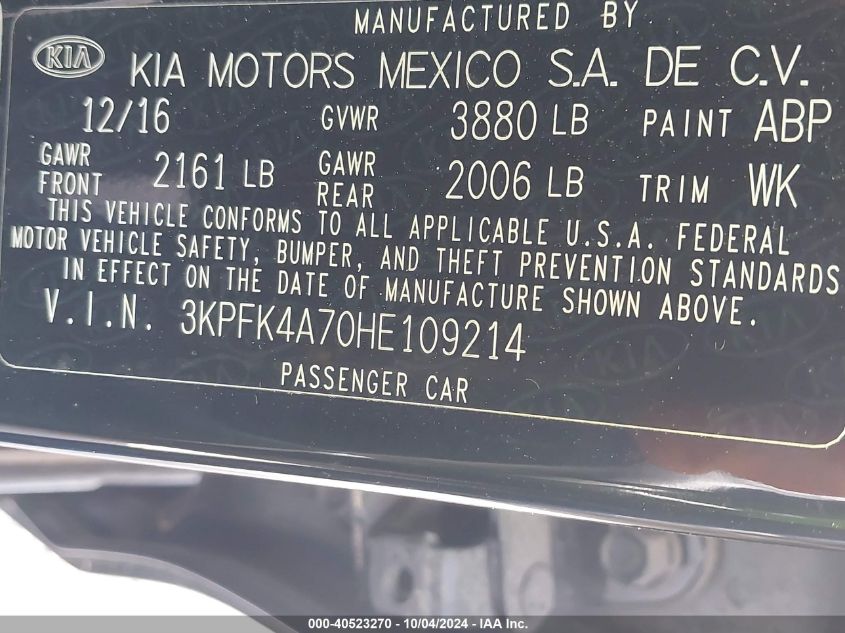 MANUFACTURED BY
KIA KIA MOTORS MEXICO S.A. DE C.V.
12/16 GVWR 3880 LB PAINT ABP
GAWR FRONT 2161 LB GAWR REAR 2006 LB TRIM WK
THIS VEHICLE CONFORMS TO ALL APPLICABLE U.S.A. FEDERAL
MOTOR VEHICLE SAFETY, BUMPER, AND THEFT PREVENTION STANDARDS
IN EFFECT ON THE DATE OF MANUFACTURE SHOWN ABOVE.
V.I.N. 3KPFK4A70HE109214
PASSENGER CAR
000-40523270 - 10/04/2024 - IAA Inc.